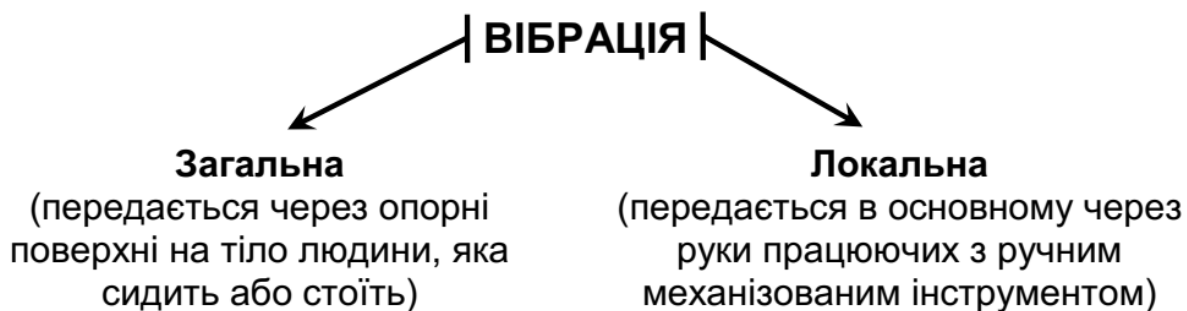 ВІБРАЦІЯ
Загальна
(передається через опорні
поверхні на тіло людини, яка
сидить або стоїть)
Локальна
(передається в основному через
руки працюючих з ручним
механізованим інструментом)